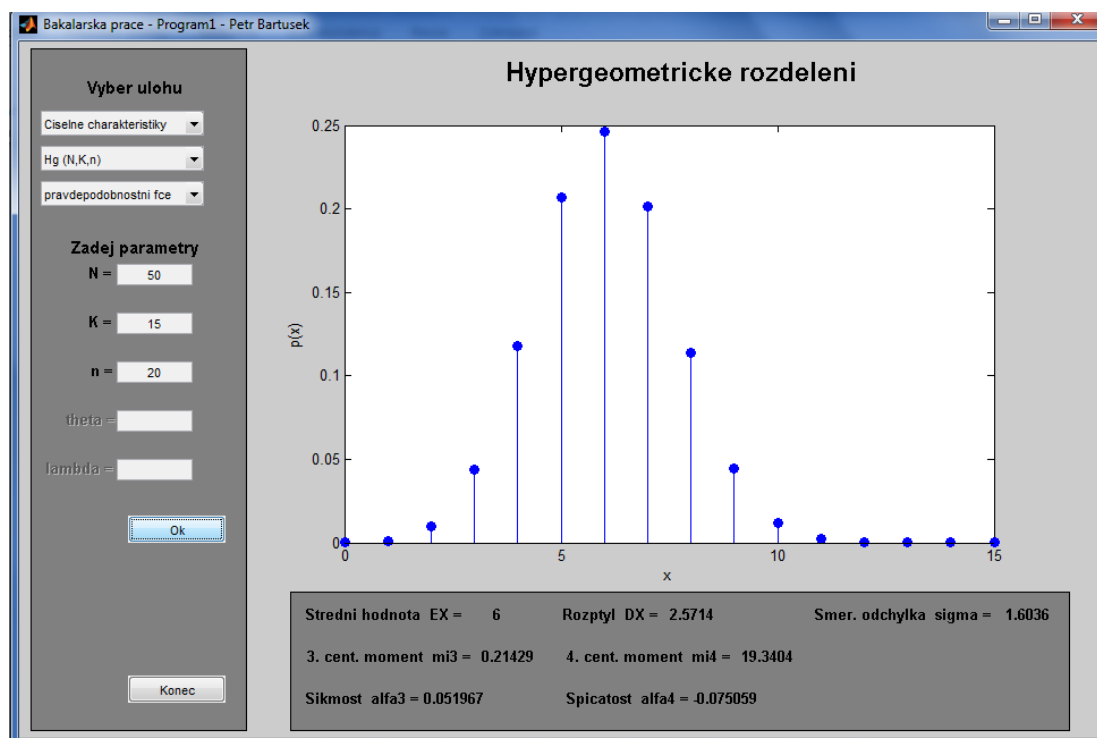 Bakalarska prace - Program1 - Petr Bartusek
Vyber ulohu
Ciselne charakteristiky
Hg (N,K,n)
pravdepodobnostni fce
Zadej parametry
N = 50
K = 15
n = 20
theta =
lambda =
Ok
Konec
Hypergeometricke rozdeleni
0.25
0.2
0.15
0.1
0.05
0
p(x)
0 5 10 15
x
Stredni hodnota EX = 6 Rozptyl DX = 2.5714 Smer. odchylka sigma = 1.6036
3. cent. moment mi3 = 0.21429 4. cent. moment mi4 = 19.3404
Sikmost alfa3 = 0.051967 Spicatost alfa4 = -0.075059